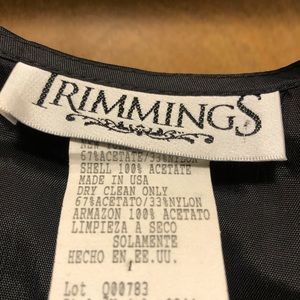 TRIMMINGS
67%ACETATE/33%NYLON
SHELL 100% ACETATE
MADE IN USA
DRY CLEAN ONLY
67%ACETATO/33%NYLON
ARMAZON 100% ACETATO
LIMPIEZA A SECO
SOLAMENTE
HECHO EN EE.UU.
Lot Q00783